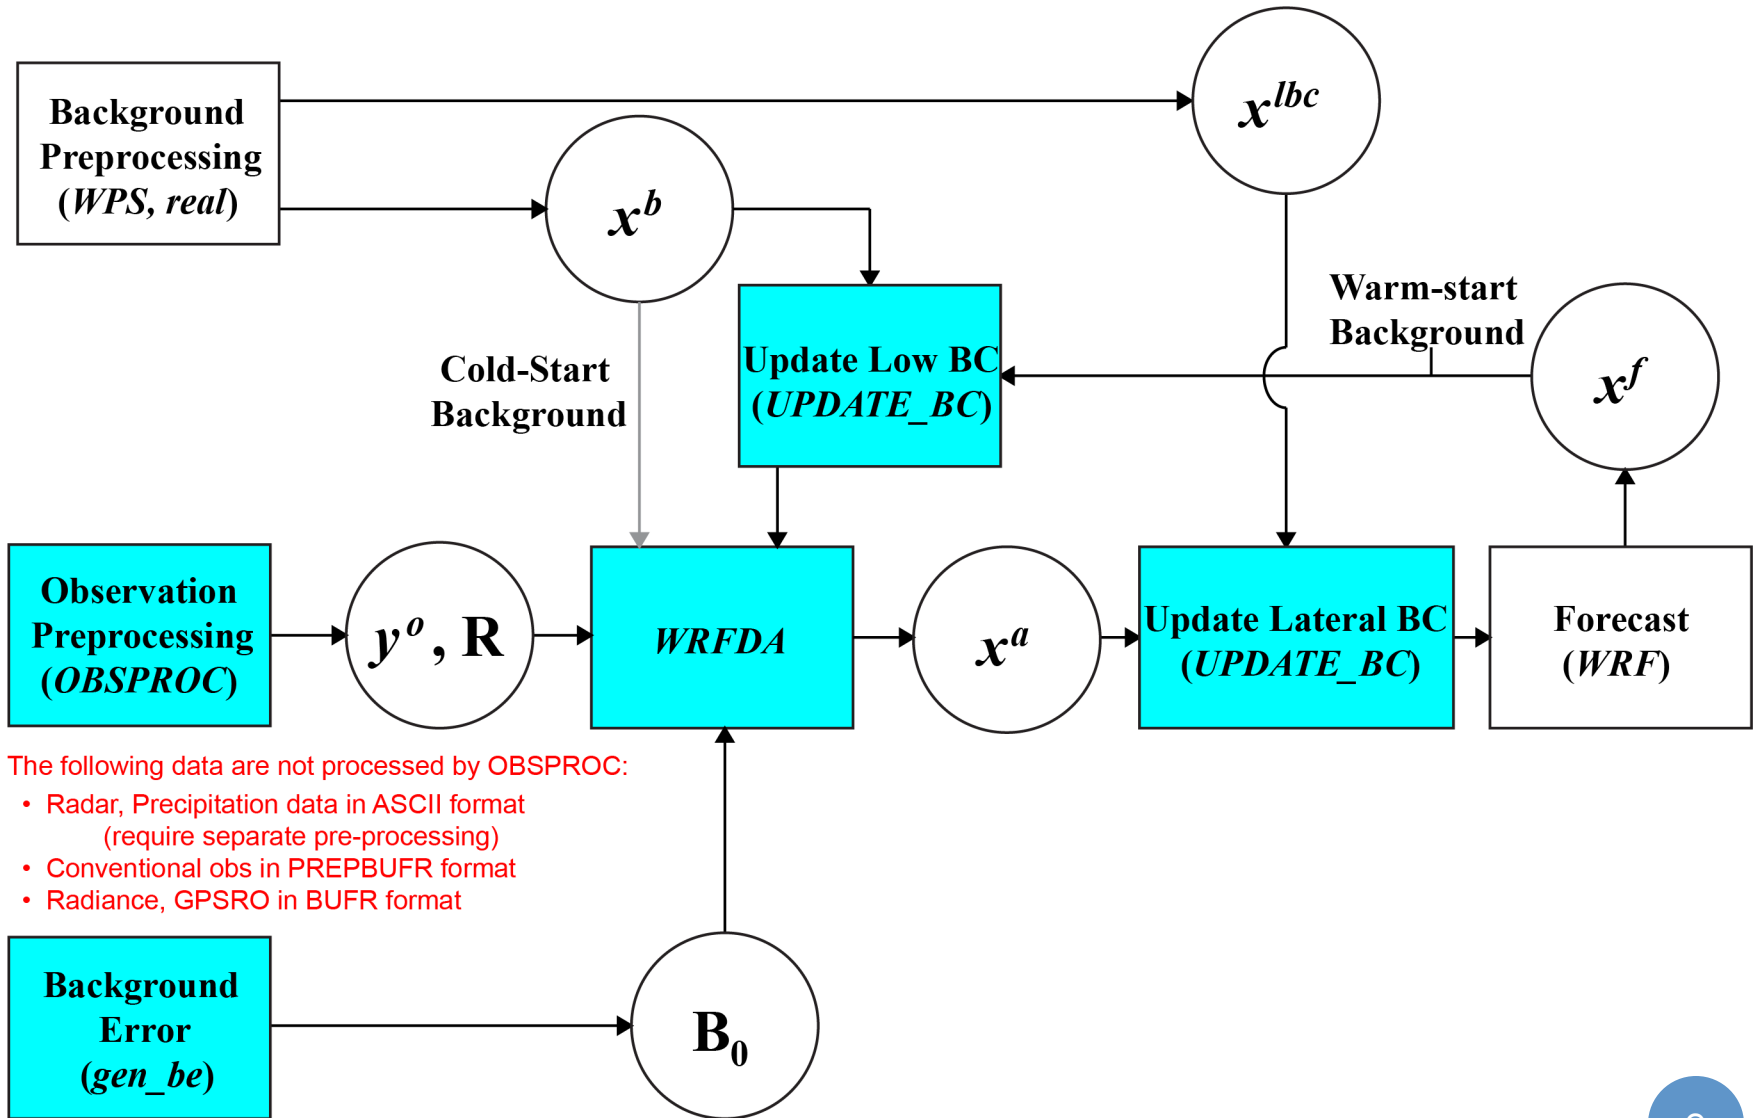 Background
Preprocessing
(WPS, real)
x^b
x^lbc
Cold-Start
Background
Update Low BC
(UPDATE_BC)
Warm-start
Background
x^f
Observation
Preprocessing
(OBSPROC)
y^o, R
WRFDA
x^a
Update Lateral BC
(UPDATE_BC)
Forecast
(WRF)
The following data are not processed by OBSPROC:
• Radar, Precipitation data in ASCII format
(require separate pre-processing)
• Conventional obs in PREPBUFR format
• Radiance, GPSRO in BUFR format
Background
Error
(gen_be)
B_0